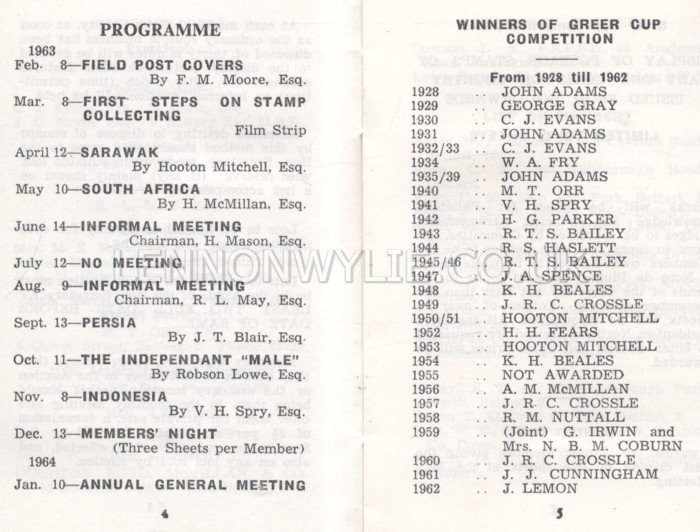 PROGRAMME
1963
Feb. 8—FIELD POST COVERS
By F. M. Moore, Esq.
Mar. 8—FIRST STEPS ON STAMP
COLLECTING
Film Strip
April 12—SARAWAK
By Hooton Mitchell, Esq.
May 10—SOUTH AFRICA
By H. McMillan, Esq.
June 14—INFORMAL MEETING
Chairman, H. Mason, Esq.
July 12—NO MEETING
Aug. 9—INFORMAL MEETING
Chairman, R. L. May, Esq.
Sept. 13—PERSIA
By J. T. Blair, Esq.
Oct. 11—THE INDEPENDANT "MALE"
By Robson Lowe, Esq.
Nov. 8—INDONESIA
By V. H. Spry, Esq.
Dec. 13—MEMBERS' NIGHT
(Three Sheets per Member)
1964
Jan. 10—ANNUAL GENERAL MEETING
4
WINNERS OF GREER CUP
COMPETITION
From 1928 till 1962
1928 .. JOHN ADAMS
1929 .. GEORGE GRAY
1930 .. C. J. EVANS
1931 .. JOHN ADAMS
1932/33 .. C. J. EVANS
1934 .. W. A. FRY
1935/39 .. JOHN ADAMS
1940 .. M. T. ORR
1941 .. V. H. SPRY
1942 .. H. G. PARKER
1943 .. R. T. S. BAILEY
1944 .. R. S. HASLETT
1945/46 .. R. T. S. BAILEY
1947 .. J. A. SPENCE
1948 .. K. H. BEALES
1949 .. J. R. C. CROSSLE
1950/51 .. HOOTON MITCHELL
1952 .. H. H. FEARS
1953 .. HOOTON MITCHELL
1954 .. K. H. BEALES
1955 .. NOT AWARDED
1956 .. A. M. McMILLAN
1957 .. J. R. C. CROSSLE
1958 .. R. M. NUTTALL
1959 .. (Joint) G. IRWIN and
Mrs. N. B. M. COBURN
1960 .. J. R. C. CROSSLE
1961 .. J. J. CUNNINGHAM
1962 .. J. LEMON
5
LENNONWYLIE.CO.UK